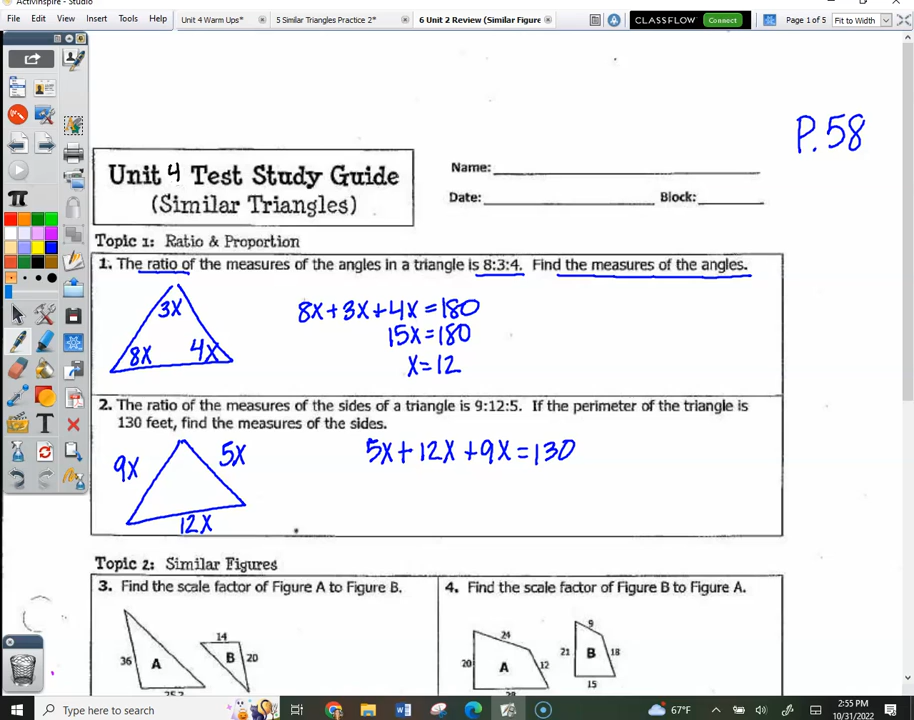 ActivInspire - Studio
File Edit View Insert Tools Help
Unit 4 Warm Ups*
5 Similar Triangles Practice 2*
6 Unit 2 Review (Similar Figure
CLASSFLOW
Connect
Page 1 of 5
Fit to Width
P. 58
Unit 4 Test Study Guide
(Similar Triangles)
Name:
Date: Block:
Topic 1: Ratio & Proportion
1. The ratio of the measures of the angles in a triangle is 8:3:4. Find the measures of the angles.
3x
8x 4x
8x+3x+4x=180
15x=180
x=12
2. The ratio of the measures of the sides of a triangle is 9:12:5. If the perimeter of the triangle is
130 feet, find the measures of the sides.
9x 5x
12x
5x+12x+9x=130
Topic 2: Similar Figures
3. Find the scale factor of Figure A to Figure B.
36 A
14
B 20
4. Find the scale factor of Figure B to Figure A.
24
20 A 12
9
21 B 18
15
Type here to search
67°F
2:55 PM
10/31/2022